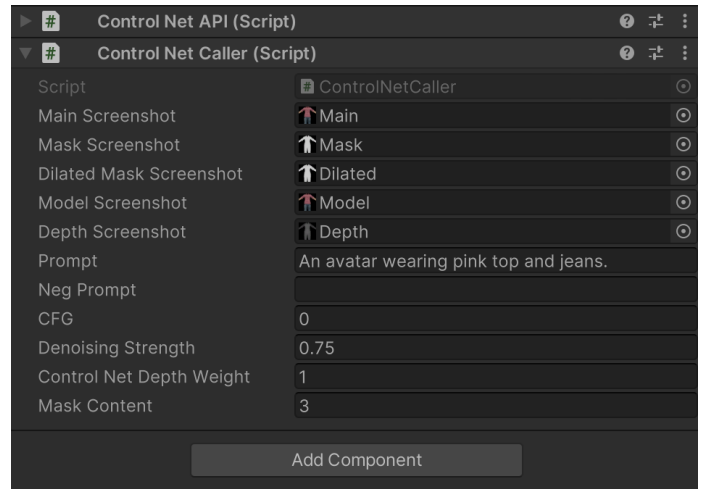 # Control Net API (Script)
# Control Net Caller (Script)
Script # ControlNetCaller
Main Screenshot Main
Mask Screenshot Mask
Dilated Mask Screenshot Dilated
Model Screenshot Model
Depth Screenshot Depth
Prompt An avatar wearing pink top and jeans.
Neg Prompt
CFG 0
Denoising Strength 0.75
Control Net Depth Weight 1
Mask Content 3
Add Component